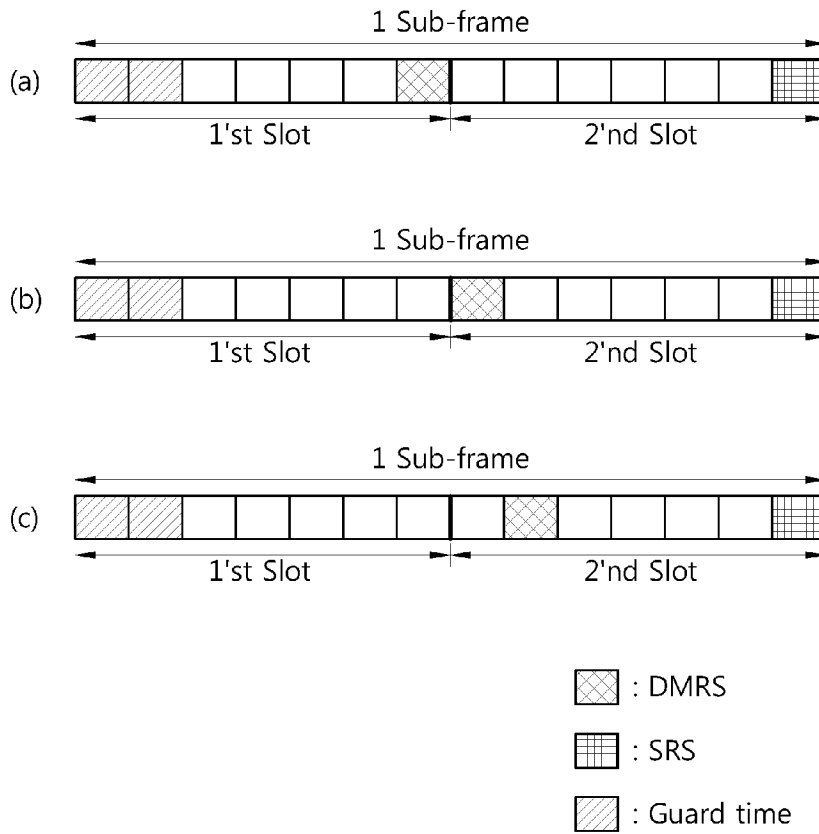 1 Sub-frame
(a)
1'st Slot 2'nd Slot
1 Sub-frame
(b)
1'st Slot 2'nd Slot
1 Sub-frame
(c)
1'st Slot 2'nd Slot
: DMRS
: SRS
: Guard time